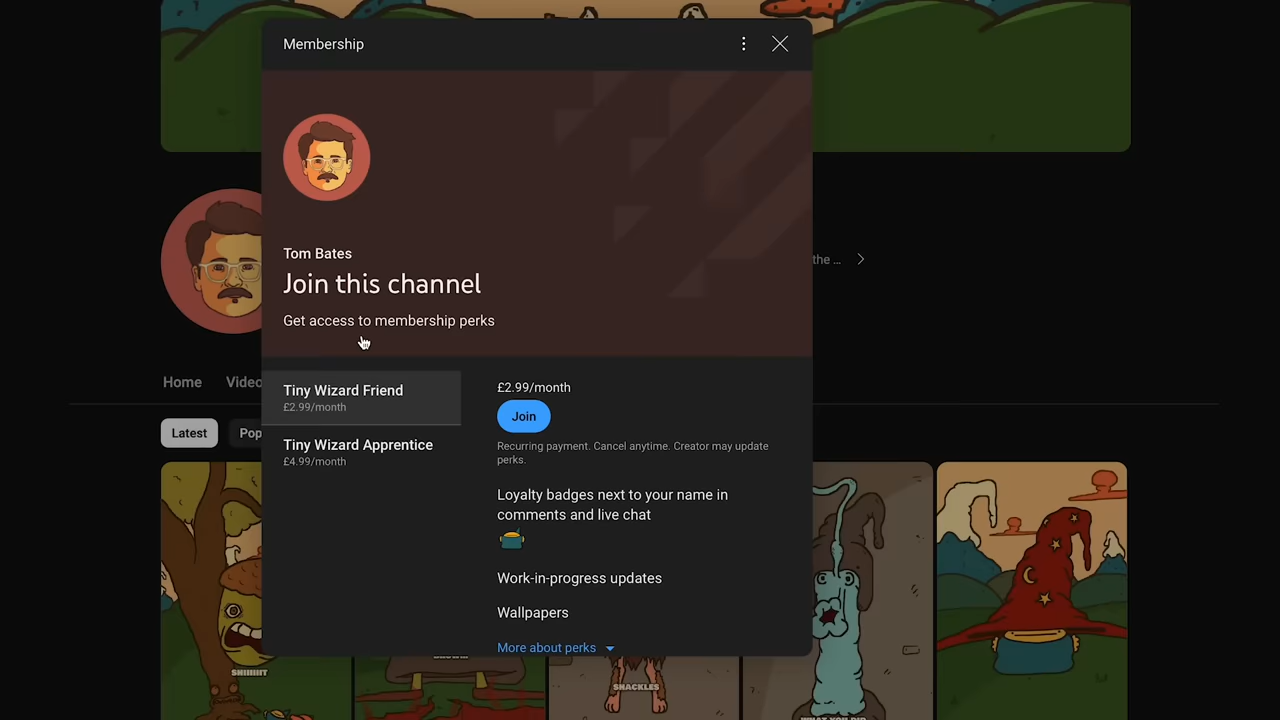 Membership
Tom Bates
Join this channel
Get access to membership perks
the ...
Home
Tiny Wizard Friend
£2.99/month
£2.99/month
Join
Recurring payment. Cancel anytime. Creator may update
perks.
Tiny Wizard Apprentice
£4.99/month
Latest
Loyalty badges next to your name in
comments and live chat
Work-in-progress updates
Wallpapers
More about perks
SHIIIIIT
SHACKLES